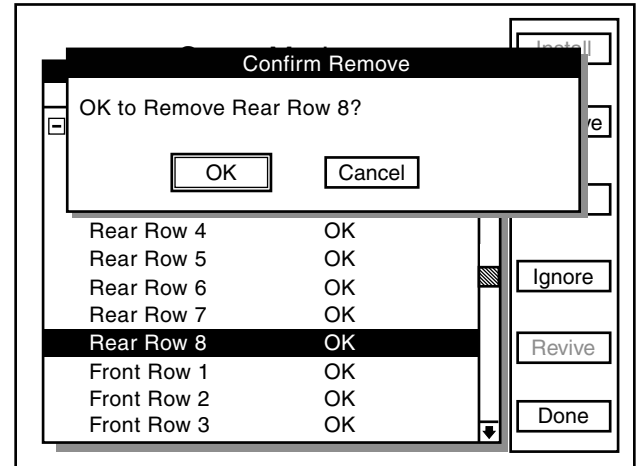 Confirm Remove
OK to Remove Rear Row 8?
OK Cancel
Rear Row 4 OK
Rear Row 5 OK
Rear Row 6 OK
Rear Row 7 OK
Rear Row 8 OK
Front Row 1 OK
Front Row 2 OK
Front Row 3 OK
Ignore
Revive
Done